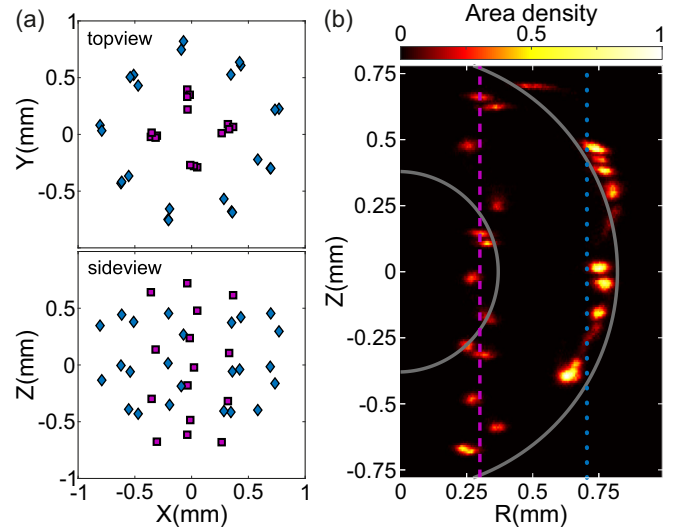 (a)
topview
Y(mm)
1
0.5
0
-0.5
-1
sideview
Z(mm)
0.5
0
-0.5
-1
-1 -0.5 0 0.5 1
X(mm)
(b)
Area density
0 0.5 1
Z(mm)
0.75
0.5
0.25
0
-0.25
-0.5
-0.75
0 0.25 0.5 0.75
R(mm)